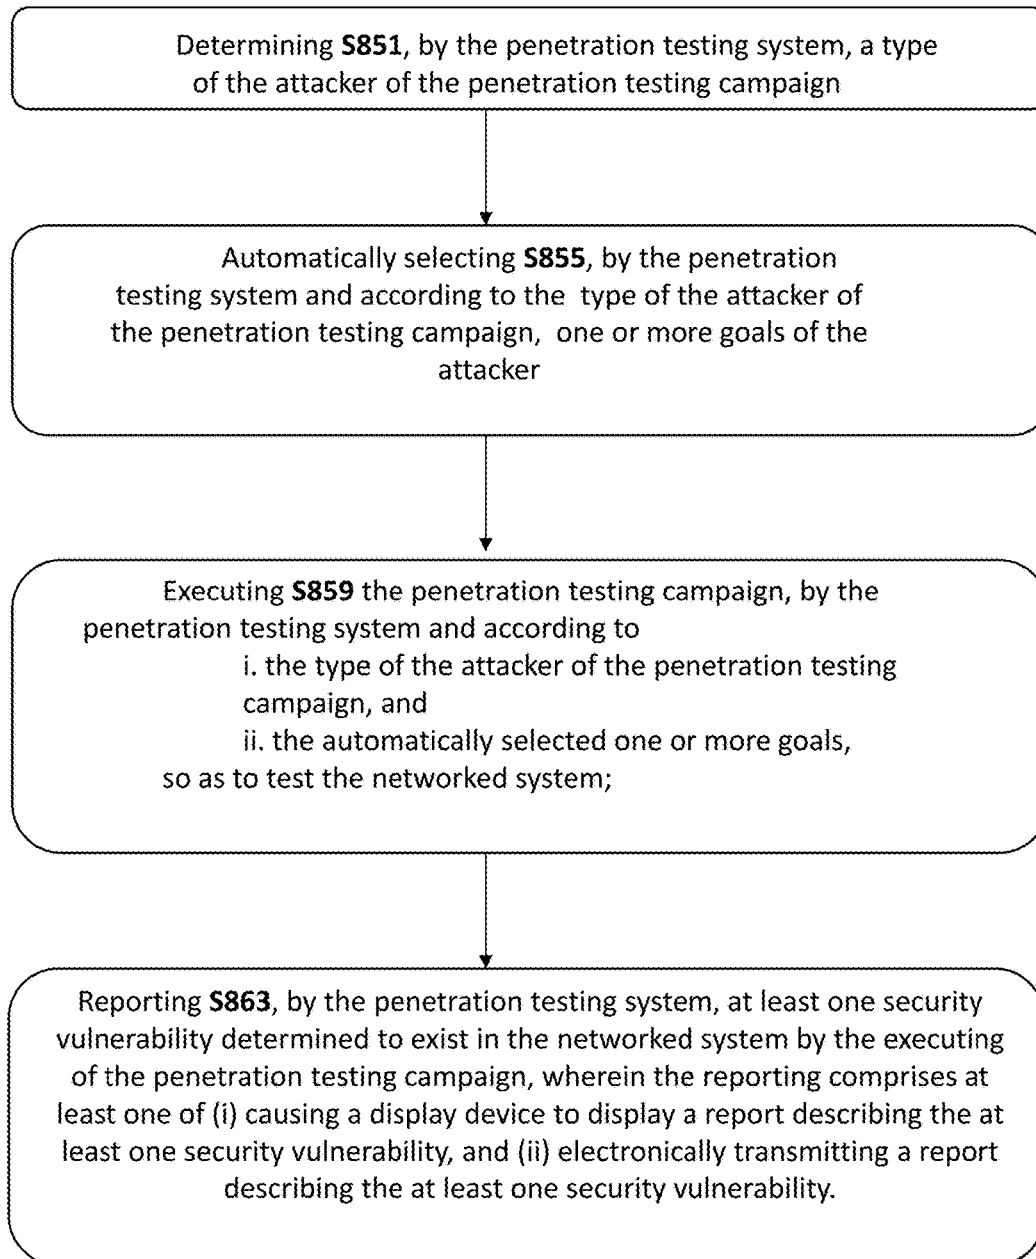 Determining S851, by the penetration testing system, a type
of the attacker of the penetration testing campaign
Automatically selecting S855, by the penetration
testing system and according to the type of the attacker of
the penetration testing campaign, one or more goals of the
attacker
Executing S859 the penetration testing campaign, by the
penetration testing system and according to
i. the type of the attacker of the penetration testing
campaign, and
ii. the automatically selected one or more goals,
so as to test the networked system;
Reporting S863, by the penetration testing system, at least one security
vulnerability determined to exist in the networked system by the executing
of the penetration testing campaign, wherein the reporting comprises at
least one of (i) causing a display device to display a report describing the at
least one security vulnerability, and (ii) electronically transmitting a report
describing the at least one security vulnerability.